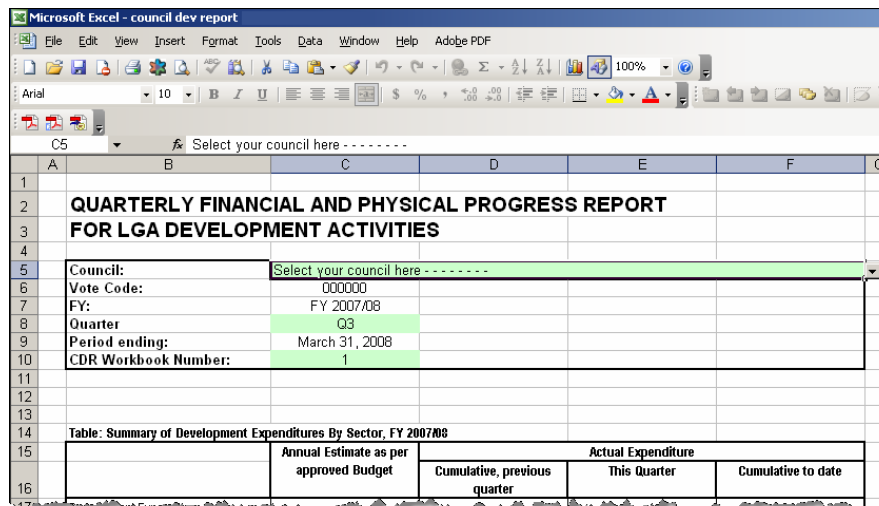 Microsoft Excel - council dev report
File Edit View Insert Format Tools Data Window Help Adobe PDF
100%
Arial 10 B I U $ % ,
C5 fx Select your council here - - - - - - - -
A B C D E F
1
2 QUARTERLY FINANCIAL AND PHYSICAL PROGRESS REPORT
3 FOR LGA DEVELOPMENT ACTIVITIES
4
5 Council: Select your council here - - - - - - - -
6 Vote Code: 000000
7 FY: FY 2007/08
8 Quarter Q3
9 Period ending: March 31, 2008
10 CDR Workbook Number: 1
11
12
13
14 Table: Summary of Development Expenditures By Sector, FY 2007/08
15 Annual Estimate as per Actual Expenditure
approved Budget Cumulative, previous This Quarter Cumulative to date
16 quarter